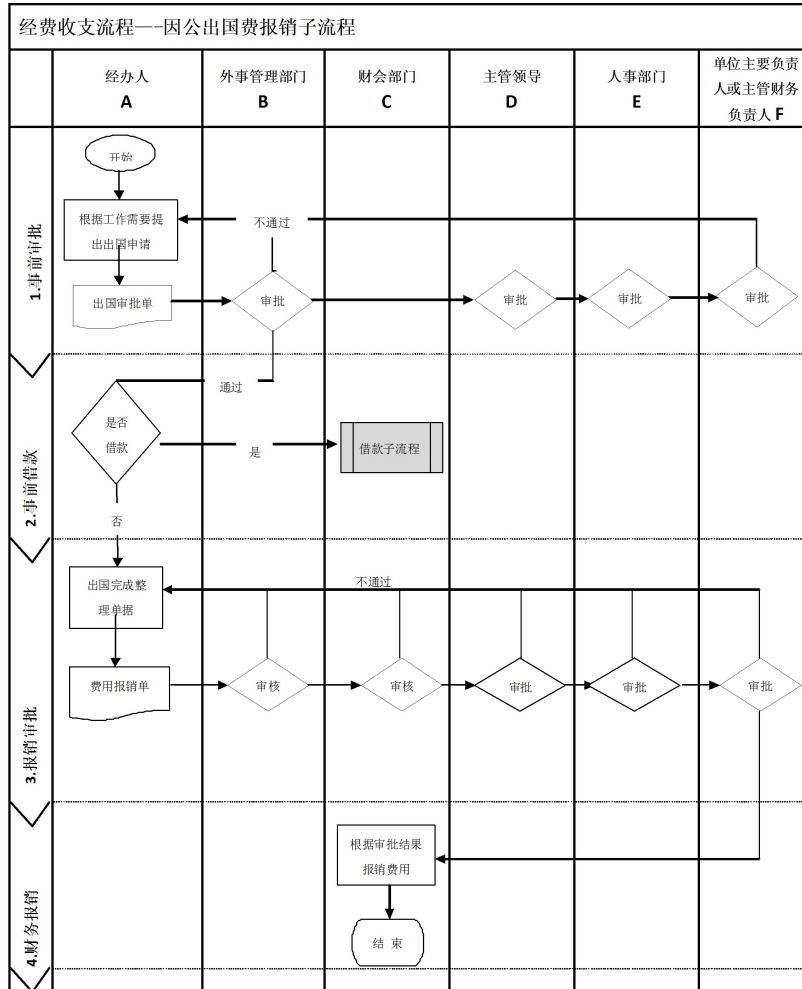 经费收支流程—-因公出国费报销子流程
经办人
A
外事管理部门
B
财会部门
C
主管领导
D
人事部门
E
单位主要负责
人或主管财务
负责人 F
1.事前审批
开始
根据工作需要提
出出国申请
不通过
出国审批单
审批
审批
审批
审批
2.事前借款
通过
是否
借款
是
借款子流程
否
3.报销审批
出国完成整
理单据
不通过
费用报销单
审核
审核
审批
审批
审批
4.财务报销
根据审批结果
报销费用
结 束